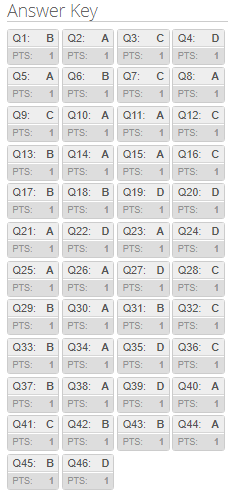 Answer Key
Q1: B Q2: A Q3: C Q4: D
PTS: 1 PTS: 1 PTS: 1 PTS: 1
Q5: A Q6: B Q7: C Q8: A
PTS: 1 PTS: 1 PTS: 1 PTS: 1
Q9: C Q10: A Q11: A Q12: C
PTS: 1 PTS: 1 PTS: 1 PTS: 1
Q13: B Q14: A Q15: A Q16: C
PTS: 1 PTS: 1 PTS: 1 PTS: 1
Q17: B Q18: B Q19: D Q20: D
PTS: 1 PTS: 1 PTS: 1 PTS: 1
Q21: A Q22: D Q23: A Q24: D
PTS: 1 PTS: 1 PTS: 1 PTS: 1
Q25: A Q26: A Q27: D Q28: C
PTS: 1 PTS: 1 PTS: 1 PTS: 1
Q29: B Q30: A Q31: B Q32: C
PTS: 1 PTS: 1 PTS: 1 PTS: 1
Q33: B Q34: A Q35: D Q36: C
PTS: 1 PTS: 1 PTS: 1 PTS: 1
Q37: B Q38: A Q39: D Q40: A
PTS: 1 PTS: 1 PTS: 1 PTS: 1
Q41: C Q42: B Q43: B Q44: A
PTS: 1 PTS: 1 PTS: 1 PTS: 1
Q45: B Q46: D
PTS: 1 PTS: 1